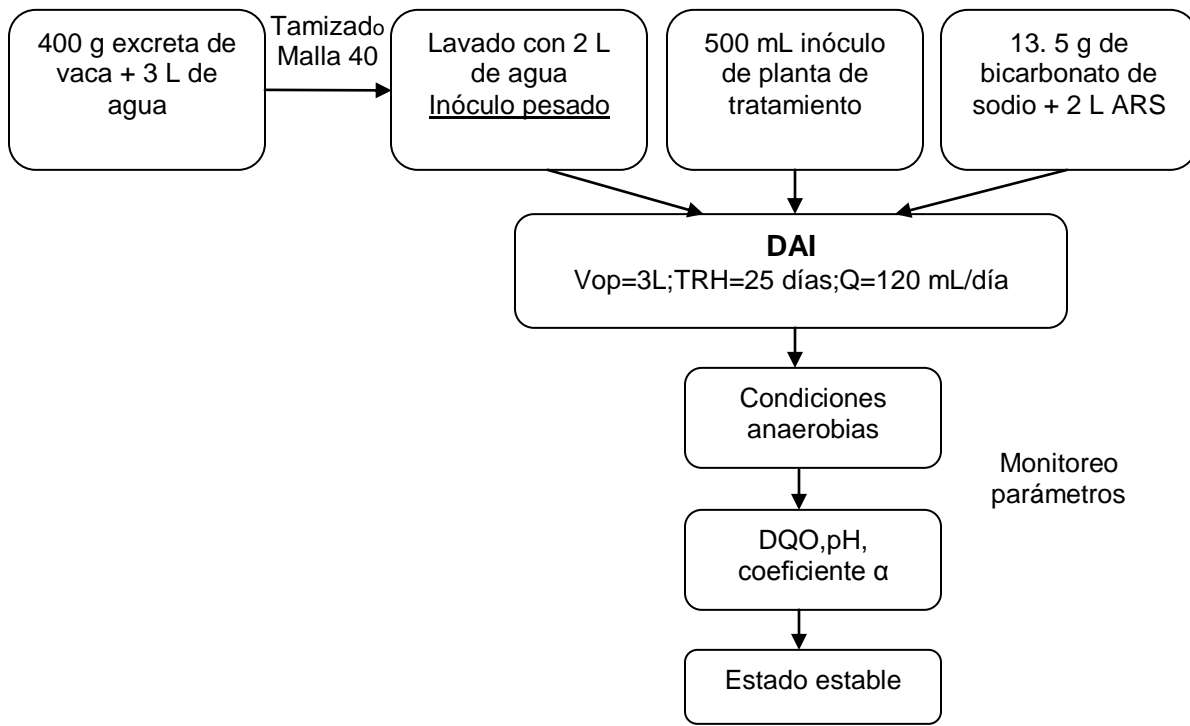 400 g excreta de
vaca + 3 L de
agua
Tamizado
Malla 40
Lavado con 2 L
de agua
Inóculo pesado
500 mL inóculo
de planta de
tratamiento
13. 5 g de
bicarbonato de
sodio + 2 L ARS
DAI
Vop=3L;TRH=25 días;Q=120 mL/día
Condiciones
anaerobias
Monitoreo
parámetros
DQO,pH,
coeficiente α
Estado estable